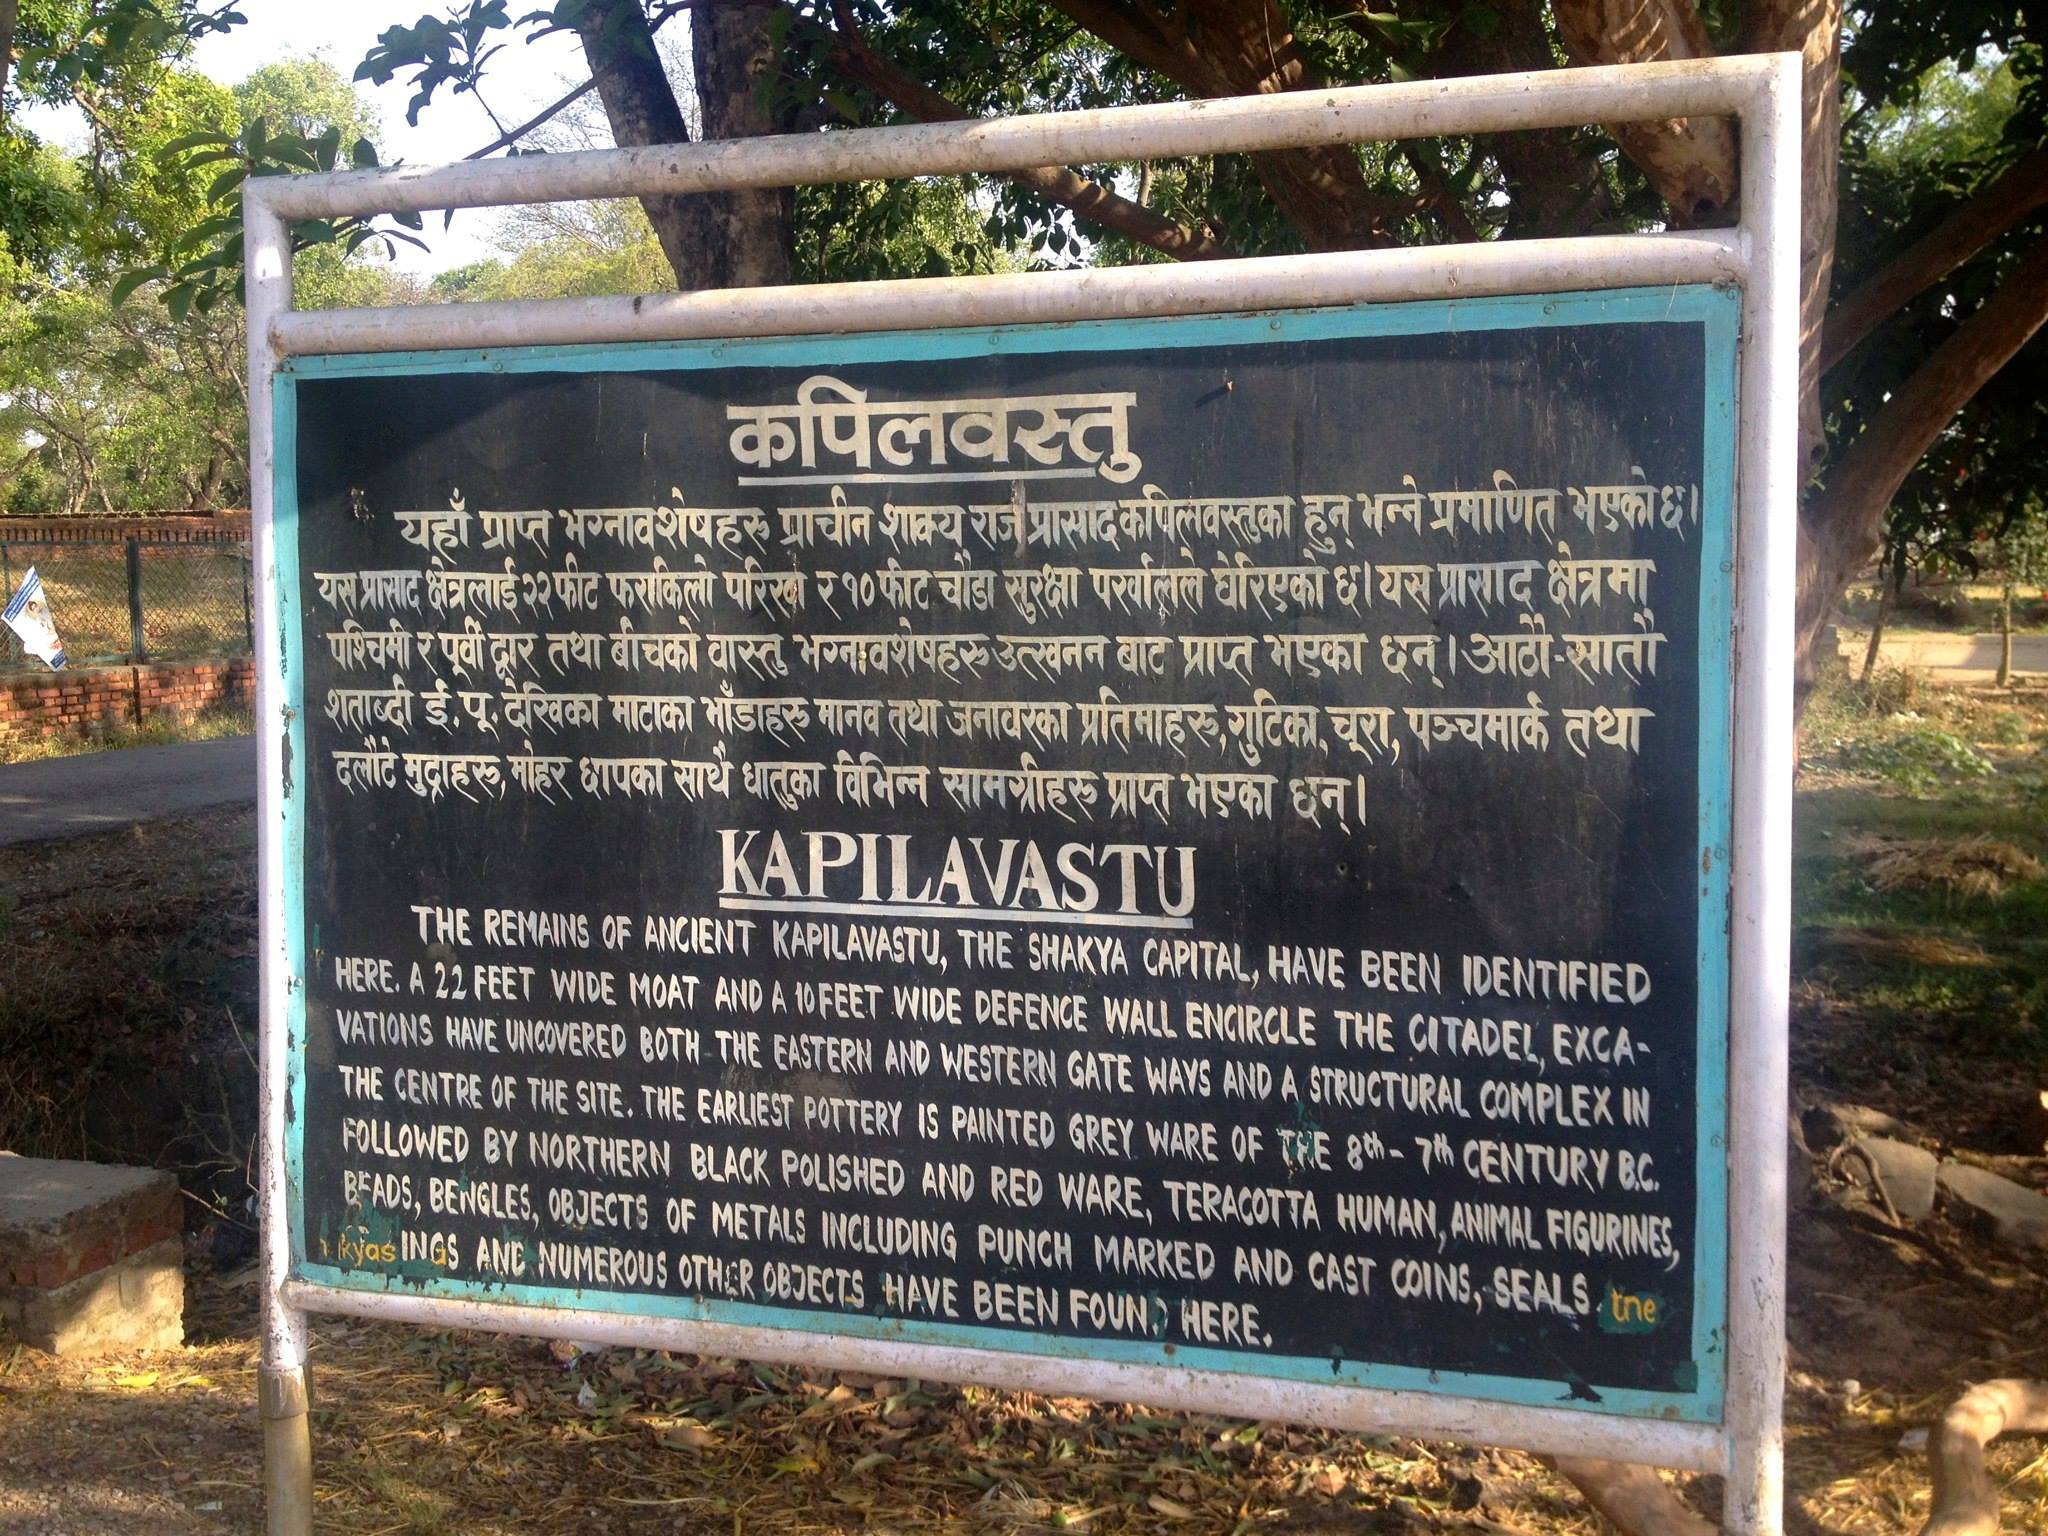 कपिलवस्तु
यहाँ प्राप्त भग्नावशेषहरु प्राचीन शाक्य राज प्रासाद कपिलवस्तुका हुन् भन्ने प्रमाणित भएको छ।
यस प्रासाद क्षेत्रलाई २२ फीट फराकिलो परिखा र १० फीट चौडा सुरक्षा पर्खालले घेरिएको छ। यस प्रासाद क्षेत्रमा
पश्चिमी र पूर्वी द्वार तथा बीचको वास्तु भग्नावशेषहरु उत्खनन बाट प्राप्त भएका छन्। आठौ-सातौ
शताब्दी ई.पू. देखिका माटाका भाँडाहरु मानव तथा जनावरका प्रतिमाहरु, गुटिका, चूरा, पञ्चमार्क तथा
ढलौटे मुद्राहरु, मोहर छापका साथै धातुका विभिन्न सामग्रीहरु प्राप्त भएका छन्।
KAPILAVASTU
THE REMAINS OF ANCIENT KAPILAVASTU, THE SHAKYA CAPITAL, HAVE BEEN IDENTIFIED
HERE. A 22 FEET WIDE MOAT AND A 10 FEET WIDE DEFENCE WALL ENCIRCLE THE CITADEL, EXCA-
VATIONS HAVE UNCOVERED BOTH THE EASTERN AND WESTERN GATE WAYS AND A STRUCTURAL COMPLEX IN
THE CENTRE OF THE SITE. THE EARLIEST POTTERY IS PAINTED GREY WARE OF THE 8th - 7th CENTURY B.C.
FOLLOWED BY NORTHERN BLACK POLISHED AND RED WARE, TERACOTTA HUMAN, ANIMAL FIGURINES,
BEADS, BENGLES, OBJECTS OF METALS INCLUDING PUNCH MARKED AND CAST COINS, SEALS tne
kyas INGS AND NUMEROUS OTHER OBJECTS HAVE BEEN FOUND HERE.